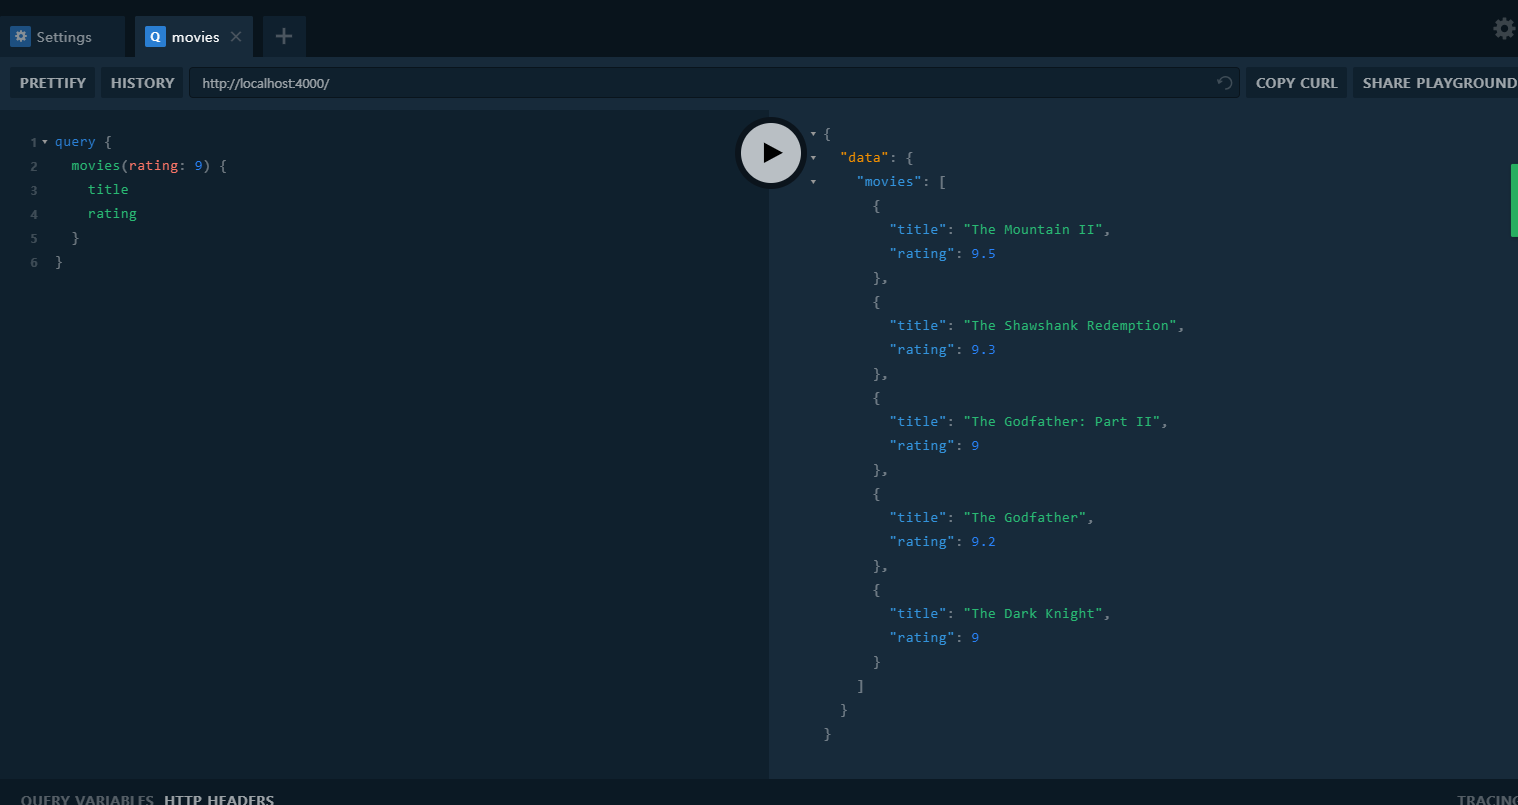 Settings
Q movies
PRETTIFY HISTORY http://localhost:4000/ COPY CURL SHARE PLAYGROUND
1 query {
2 movies(rating: 9) {
3 title
4 rating
5 }
6 }
{
"data": {
"movies": [
{
"title": "The Mountain II",
"rating": 9.5
},
{
"title": "The Shawshank Redemption",
"rating": 9.3
},
{
"title": "The Godfather: Part II",
"rating": 9
},
{
"title": "The Godfather",
"rating": 9.2
},
{
"title": "The Dark Knight",
"rating": 9
}
]
}
}
QUERY VARIABLES HTTP HEADERS TRACING